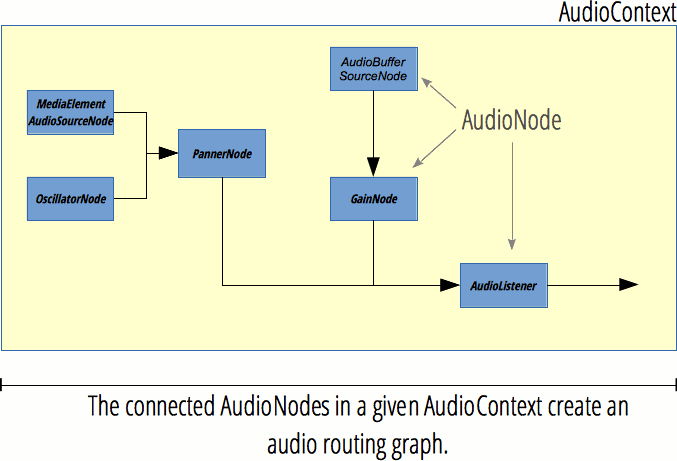 AudioContext
AudioBuffer
SourceNode
MediaElement
AudioSourceNode
AudioNode
PannerNode
OscillatorNode
GainNode
AudioListener
The connected AudioNodes in a given AudioContext create an
audio routing graph.